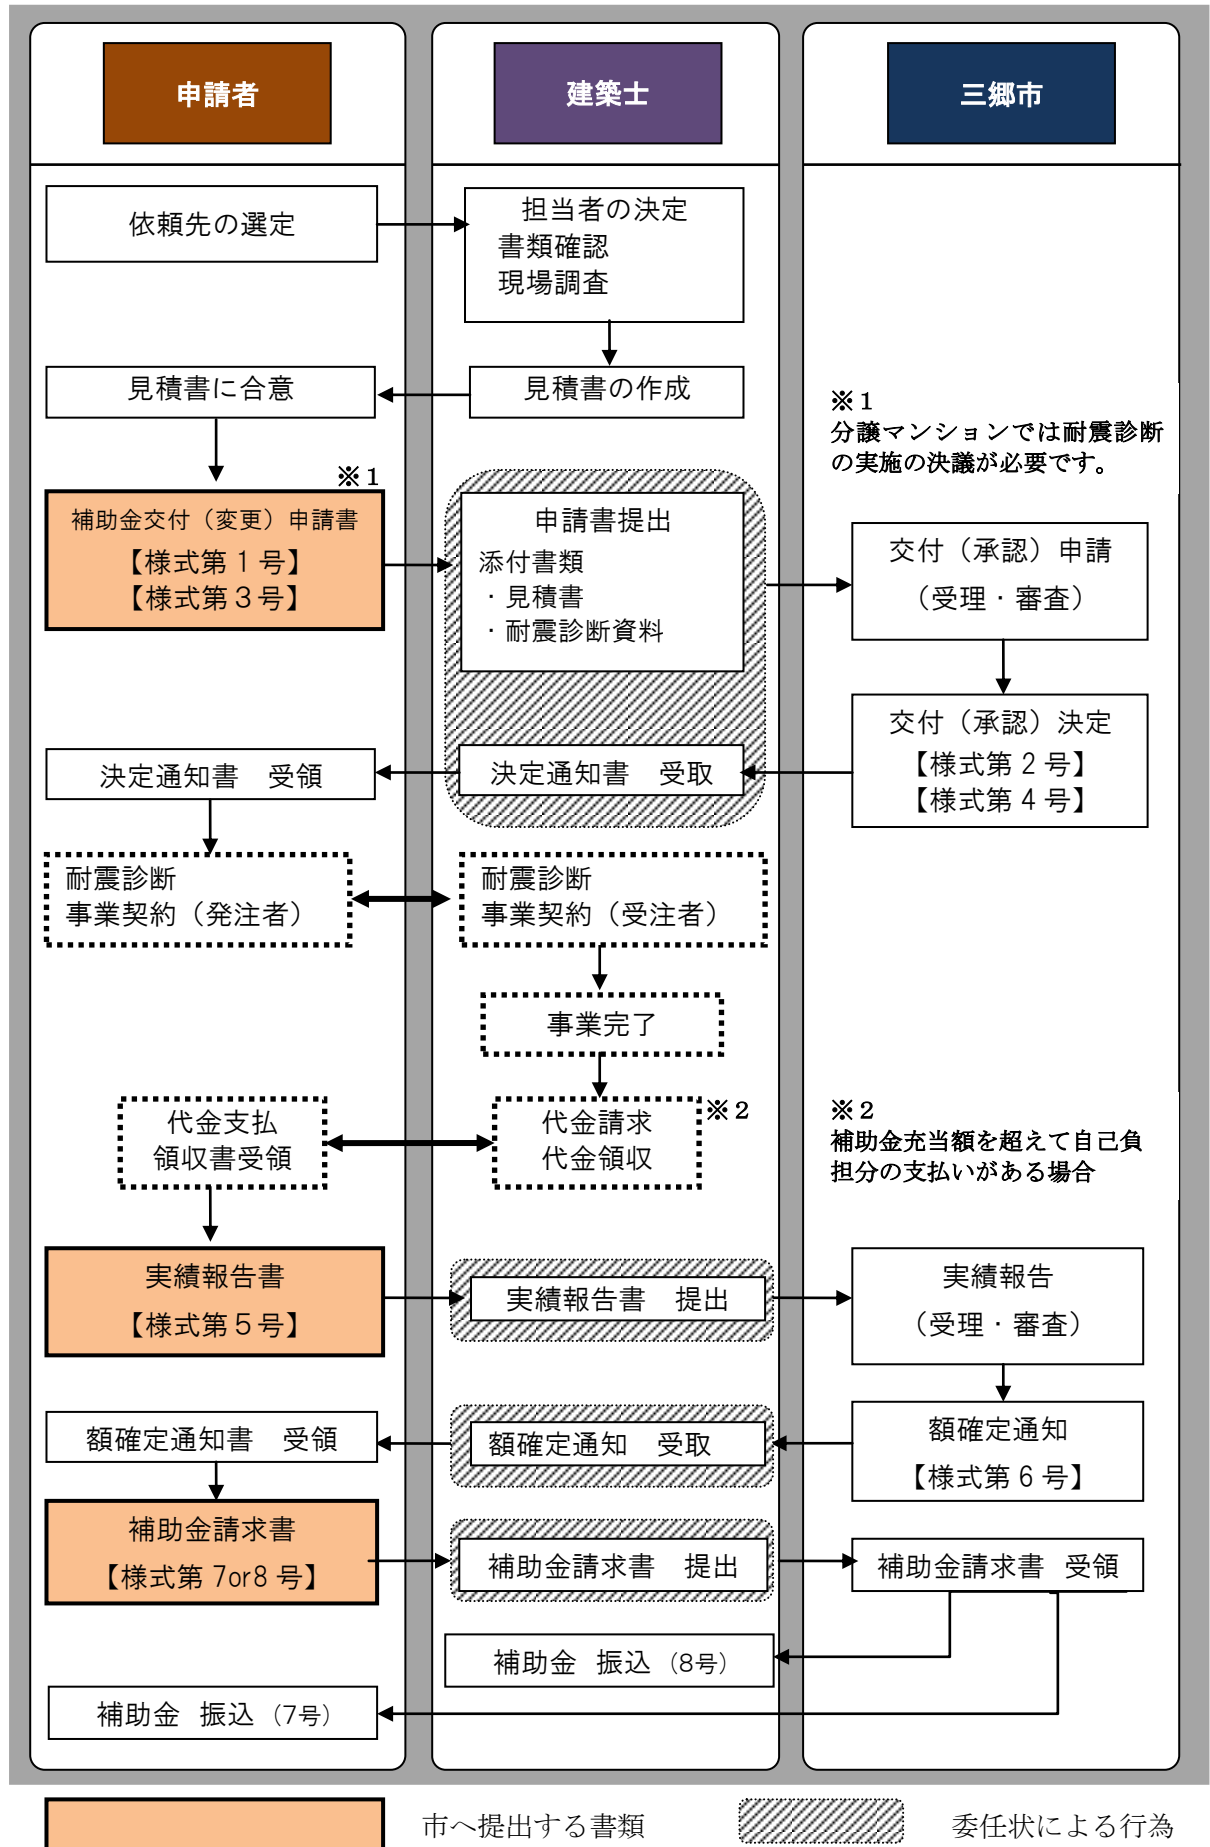 申請者
建築士
三郷市
依頼先の選定
担当者の決定
書類確認
現場調査
見積書に合意
見積書の作成
※１
分譲マンションでは耐震診断
の実施の決議が必要です。
※１
補助金交付（変更）申請書
【様式第１号】
【様式第３号】
申請書提出
添付書類
・見積書
・耐震診断資料
交付（承認）申請
（受理・審査）
交付（承認）決定
【様式第２号】
【様式第４号】
決定通知書　受領
決定通知書　受取
耐震診断
事業契約（発注者）
耐震診断
事業契約（受注者）
事業完了
代金支払
領収書受領
代金請求
代金領収
※２
※２
補助金充当額を超えて自己負
担分の支払いがある場合
実績報告書
【様式第５号】
実績報告書　提出
実績報告
（受理・審査）
額確定通知書　受領
額確定通知　受取
額確定通知
【様式第６号】
補助金請求書
【様式第 7or8 号】
補助金請求書　提出
補助金請求書　受領
補助金　振込（8号）
補助金　振込（7号）
市へ提出する書類
委任状による行為